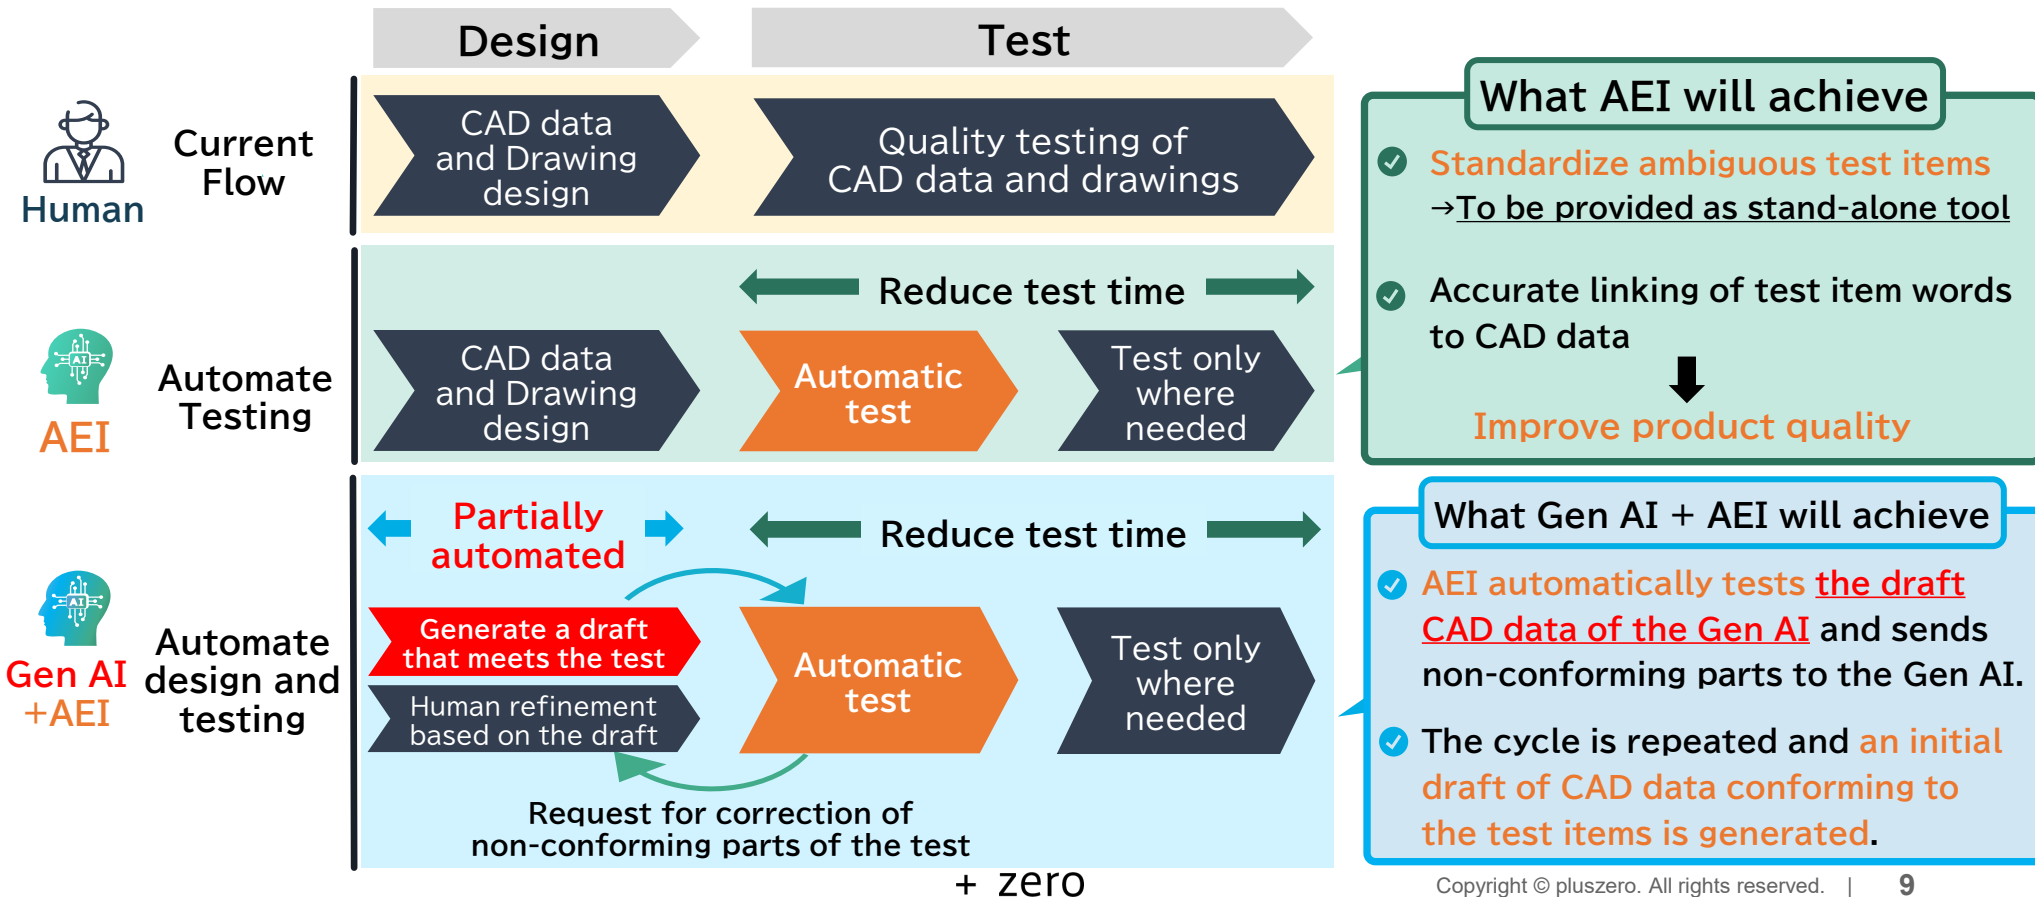 Design
Test
Human
Current
Flow
CAD data
and Drawing
design
Quality testing of
CAD data and drawings
AI
AEI
Automate
Testing
Reduce test time
CAD data
and Drawing
design
Automatic
test
Test only
where
needed
AI
Gen AI
+AEI
Automate
design and
testing
Partially
automated
Reduce test time
Generate a draft
that meets the test
Human refinement
based on the draft
Automatic
test
Test only
where
needed
Request for correction of
non-conforming parts of the test
What AEI will achieve
Standardize ambiguous test items
→To be provided as stand-alone tool
Accurate linking of test item words
to CAD data
Improve product quality
What Gen AI + AEI will achieve
AEI automatically tests the draft
CAD data of the Gen AI and sends
non-conforming parts to the Gen AI.
The cycle is repeated and an initial
draft of CAD data conforming to
the test items is generated.
+ zero
Copyright © pluszero. All rights reserved. | 9